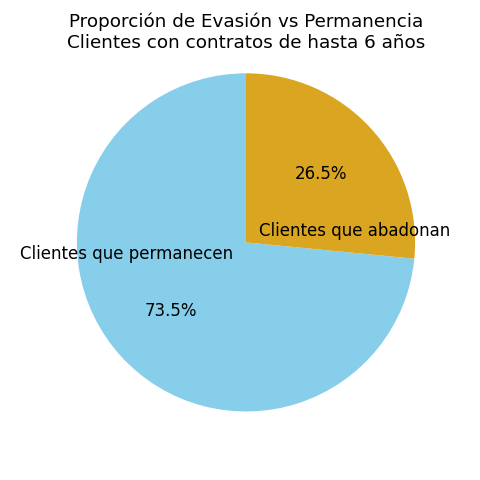 Proporción de Evasión vs Permanencia
Clientes con contratos de hasta 6 años
26.5%
Clientes que abadonan
Clientes que permanecen
73.5%